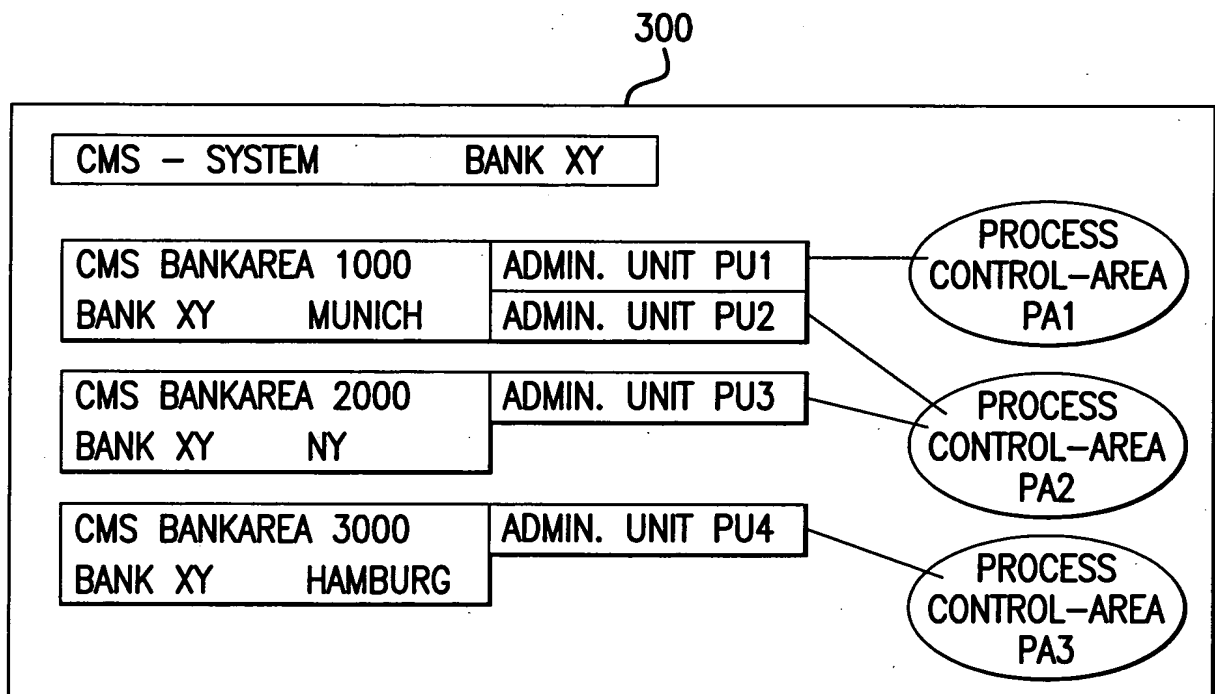 300
CMS – SYSTEM BANK XY
CMS BANKAREA 1000
BANK XY MUNICH
ADMIN. UNIT PU1
ADMIN. UNIT PU2
PROCESS
CONTROL–AREA
PA1
CMS BANKAREA 2000
BANK XY NY
ADMIN. UNIT PU3
PROCESS
CONTROL–AREA
PA2
CMS BANKAREA 3000
BANK XY HAMBURG
ADMIN. UNIT PU4
PROCESS
CONTROL–AREA
PA3